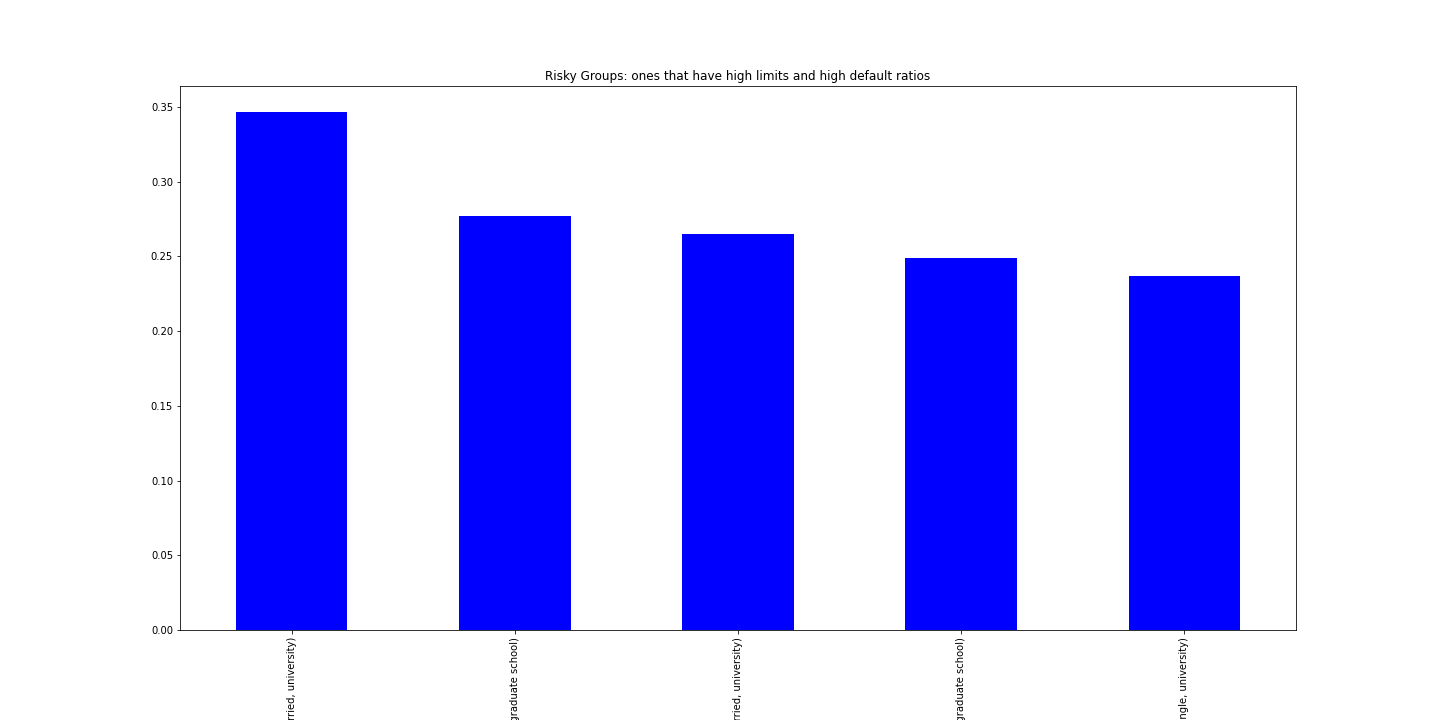 Risky Groups: ones that have high limits and high default ratios
0.35
0.30
0.25
0.20
0.15
0.10
0.05
0.00
rried, university)
graduate school)
rried, university)
graduate school)
ngle, university)